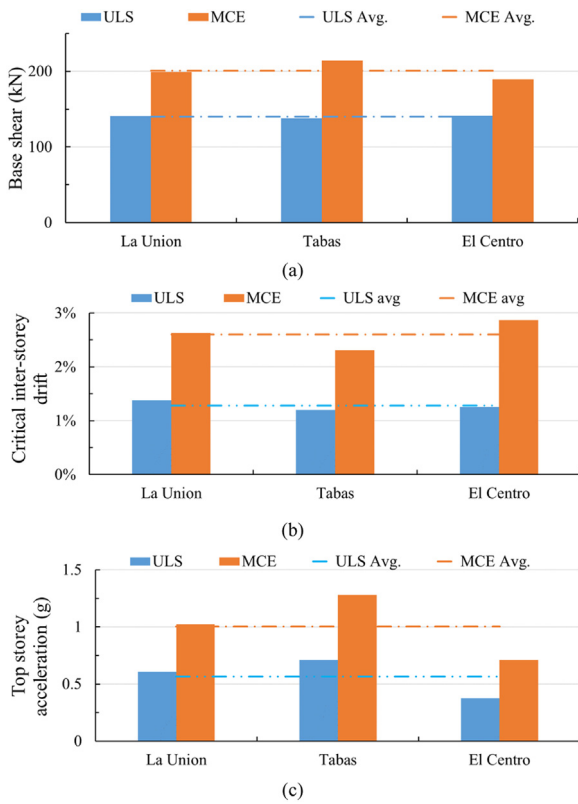 ULS MCE ULS Avg. MCE Avg.
Base shear (kN)
200
100
0
La Union Tabas El Centro
(a)
ULS MCE ULS avg MCE avg
Critical inter-storey
drift
3%
2%
1%
0%
La Union Tabas El Centro
(b)
ULS MCE ULS Avg. MCE Avg.
Top storey
acceleration (g)
1.5
1
0.5
0
La Union Tabas El Centro
(c)